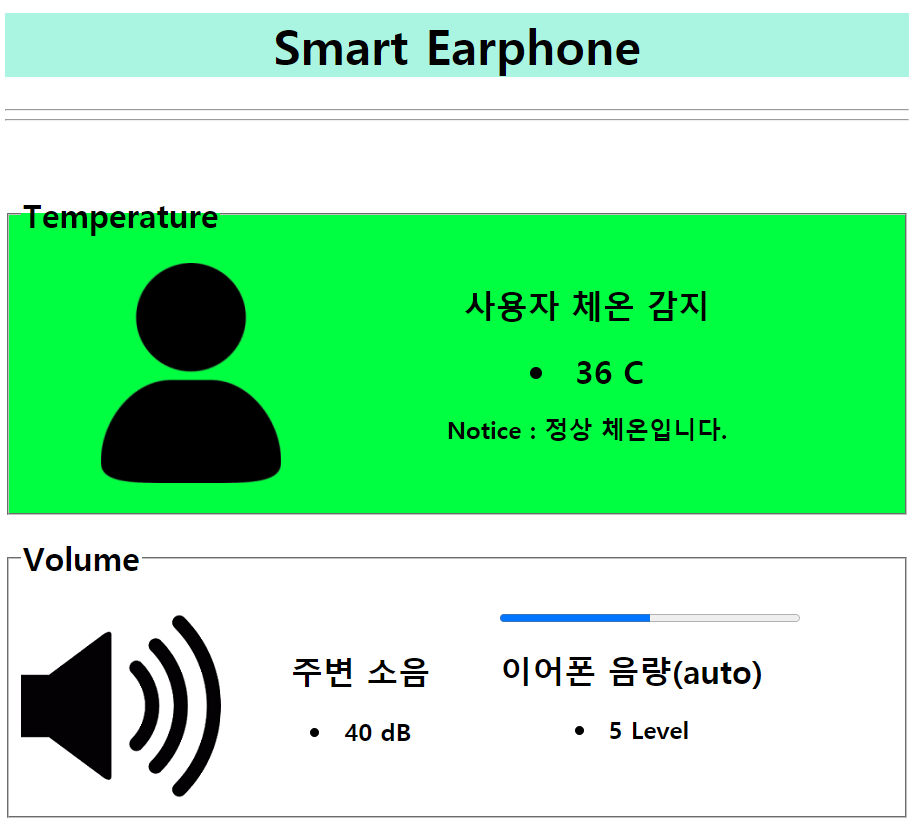 Smart Earphone
Temperature
사용자 체온 감지
• 36 C
Notice : 정상 체온입니다.
Volume
주변 소음
• 40 dB
이어폰 음량(auto)
• 5 Level